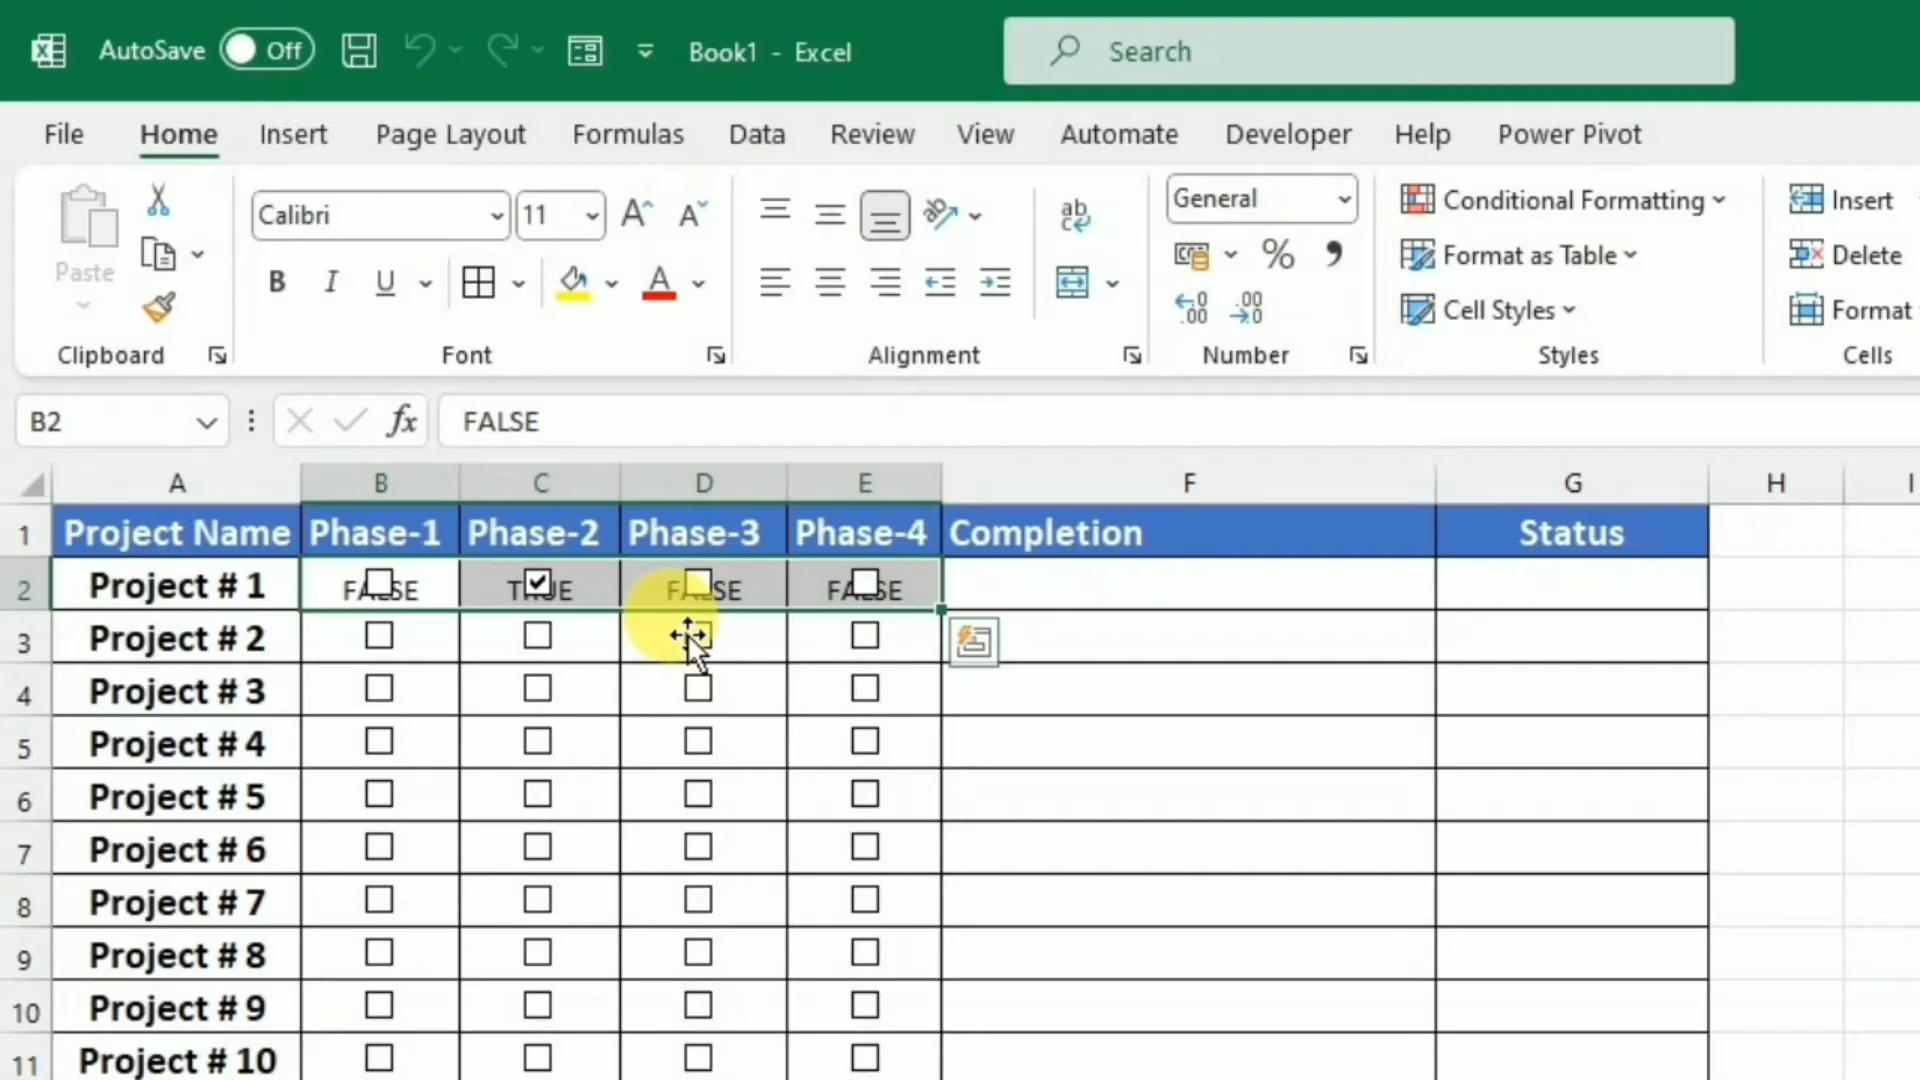 AutoSave Off Book1 - Excel Search
File Home Insert Page Layout Formulas Data Review View Automate Developer Help Power Pivot
Paste Calibri 11 General Conditional Formatting Insert
Format as Table Delete
Cell Styles Format
Clipboard Font Alignment Number Styles Cells
B2 fx FALSE
A B C D E F G H I
1 Project Name Phase-1 Phase-2 Phase-3 Phase-4 Completion Status
2 Project # 1 FALSE TRUE FALSE FALSE
3 Project # 2
4 Project # 3
5 Project # 4
6 Project # 5
7 Project # 6
8 Project # 7
9 Project # 8
10 Project # 9
11 Project # 10